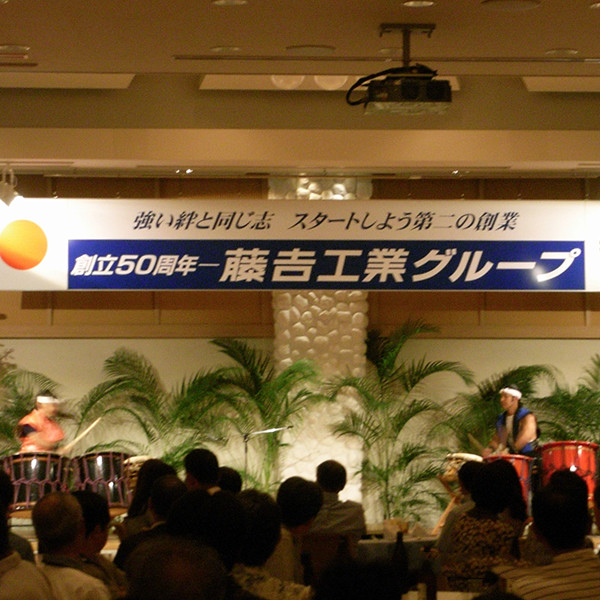 強い絆と同じ志 スタートしよう第二の創業
創立50周年－藤吉工業グループ